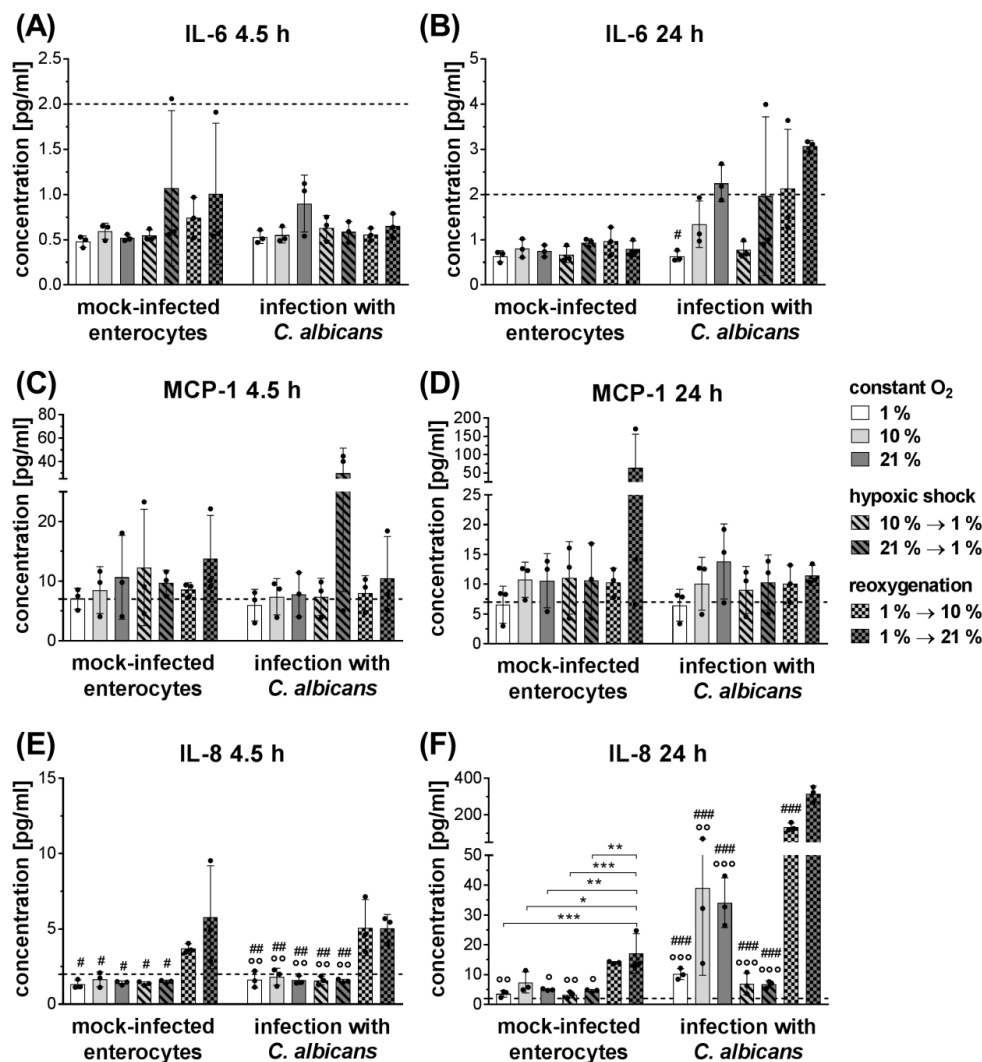 (A)
IL-6 4.5 h
concentration [pg/ml]
2.5
2.0
1.5
1.0
0.5
0.0
mock-infected
enterocytes
infection with
C. albicans
(B)
IL-6 24 h
concentration [pg/ml]
6
5
4
3
2
1
0
#
mock-infected
enterocytes
infection with
C. albicans
(C)
MCP-1 4.5 h
concentration [pg/ml]
80
60
40
20
10
0
mock-infected
enterocytes
infection with
C. albicans
(D)
MCP-1 24 h
concentration [pg/ml]
200
150
100
50
25
20
15
10
5
0
mock-infected
enterocytes
infection with
C. albicans
constant O2
1 %
10 %
21 %
hypoxic shock
10 % → 1 %
21 % → 1 %
reoxygenation
1 % → 10 %
1 % → 21 %
(E)
IL-8 4.5 h
concentration [pg/ml]
15
10
5
0
# # # # #
## ## ## ## ##
°° °° °° °° °°
mock-infected
enterocytes
infection with
C. albicans
(F)
IL-8 24 h
concentration [pg/ml]
400
200
50
40
30
20
10
0
**
***
**
*
***
°° ° °° °
### ### ### ### ### ###
°°° °° °°° °°° °°°
mock-infected
enterocytes
infection with
C. albicans